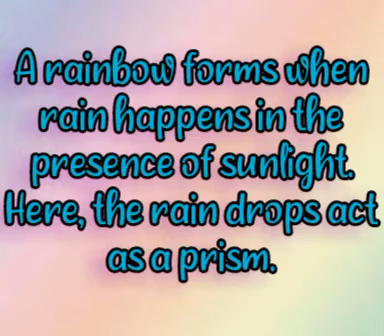 A rainbow forms when
rain happens in the
presence of sunlight.
Here, the rain drops act
as a prism.